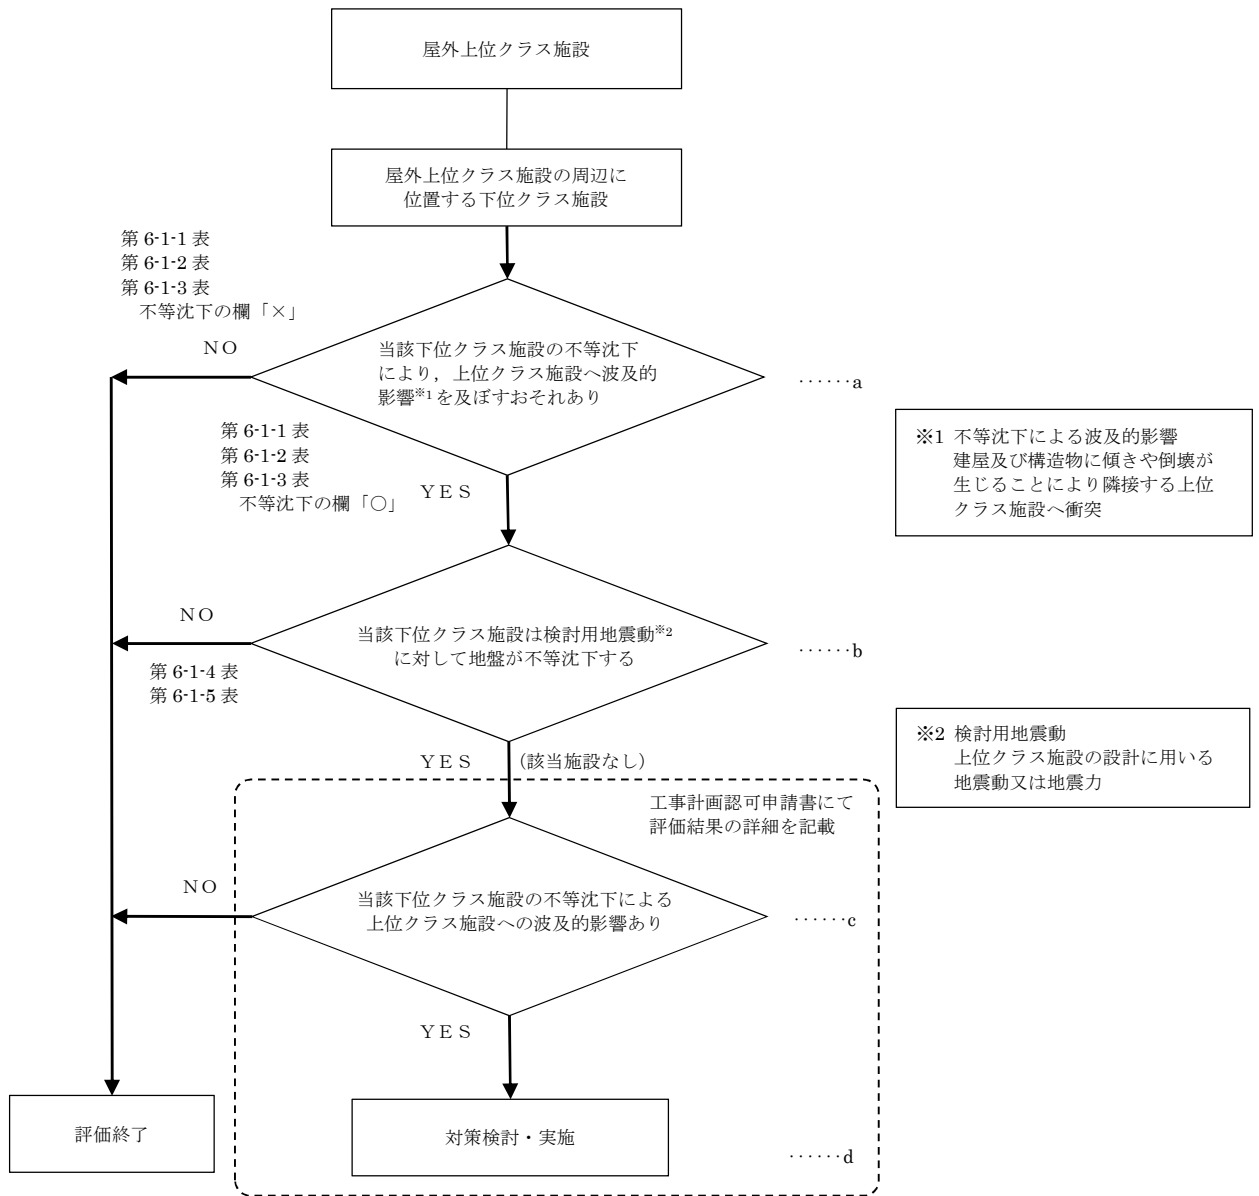 屋外上位クラス施設
屋外上位クラス施設の周辺に
位置する下位クラス施設
第 6-1-1 表
第 6-1-2 表
第 6-1-3 表
不等沈下の欄「×」
NO
当該下位クラス施設の不等沈下
により，上位クラス施設へ波及的
影響※1 を及ぼすおそれあり
······a
※1 不等沈下による波及的影響
建屋及び構造物に傾きや倒壊が
生じることにより隣接する上位
クラス施設へ衝突
第 6-1-1 表
第 6-1-2 表
第 6-1-3 表
不等沈下の欄「○」
YES
NO
当該下位クラス施設は検討用地震動※2
に対して地盤が不等沈下する
······b
第 6-1-4 表
第 6-1-5 表
※2 検討用地震動
上位クラス施設の設計に用いる
地震動又は地震力
YES （該当施設なし）
工事計画認可申請書にて
評価結果の詳細を記載
NO
当該下位クラス施設の不等沈下による
上位クラス施設への波及的影響あり
······c
YES
評価終了
対策検討・実施
······d